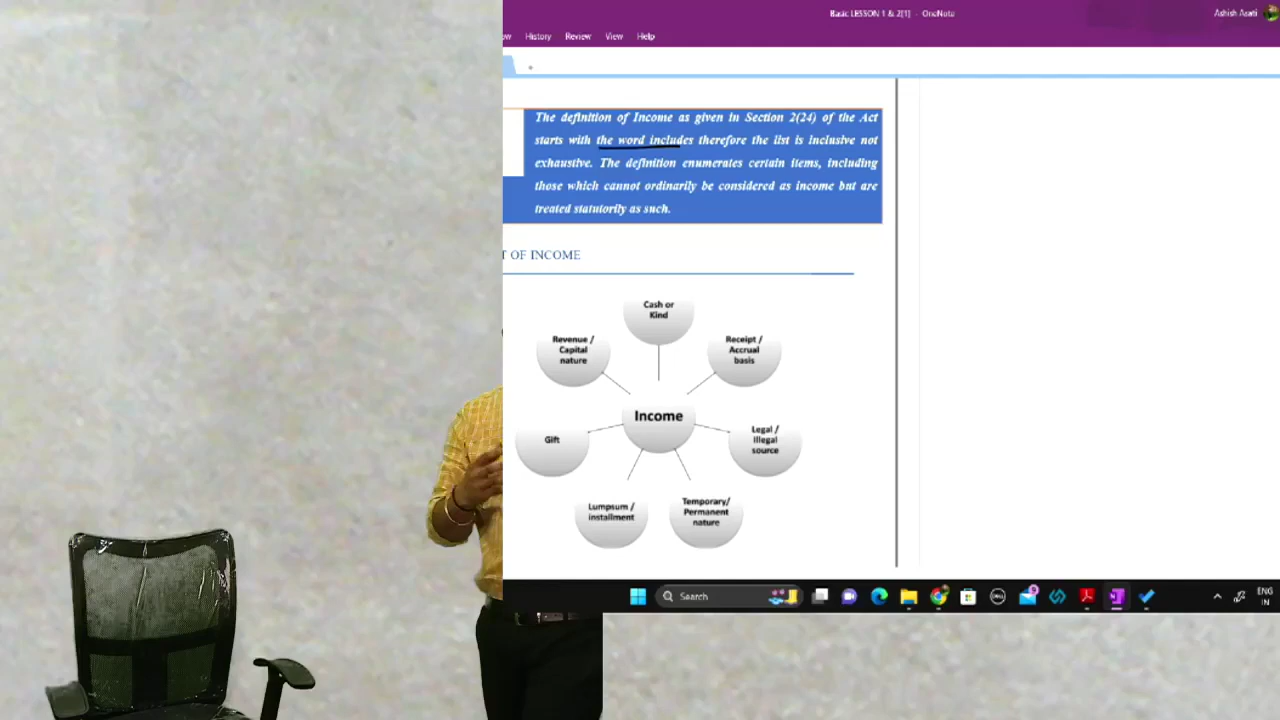 Basic LESSON 1 & 2[1] - OneNote
Ashish Asati
History Review View Help
The definition of Income as given in Section 2(24) of the Act
starts with the word includes therefore the list is inclusive not
exhaustive. The definition enumerates certain items, including
those which cannot ordinarily be considered as income but are
treated statutorily as such.
OF INCOME
Cash or
Kind
Revenue /
Capital
nature
Receipt /
Accrual
basis
Income
Gift
Legal /
Illegal
source
Lumpsum /
installment
Temporary/
Permanent
nature
Search
ENG
IN